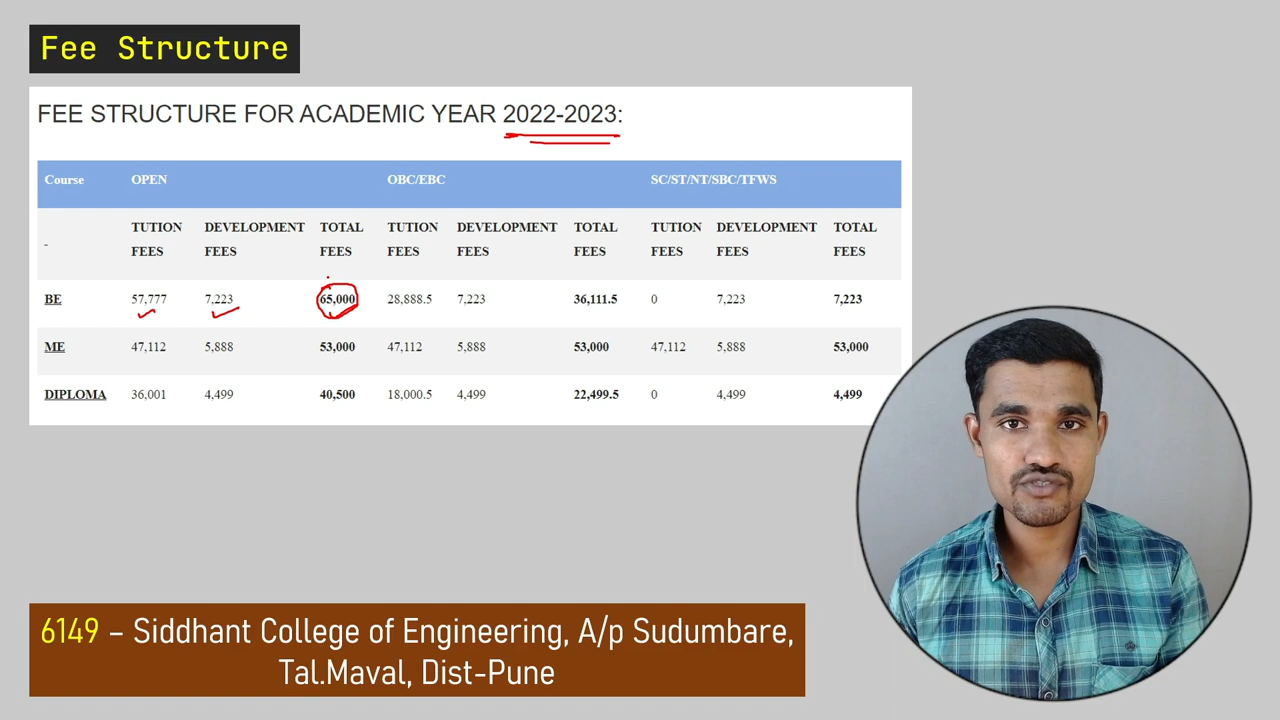 Fee Structure
FEE STRUCTURE FOR ACADEMIC YEAR 2022-2023:
Course OPEN OBC/EBC SC/ST/NT/SBC/TFWS
- TUTION FEES DEVELOPMENT FEES TOTAL FEES TUTION FEES DEVELOPMENT FEES TOTAL FEES TUTION FEES DEVELOPMENT FEES TOTAL FEES
BE 57,777 7,223 65,000 28,888.5 7,223 36,111.5 0 7,223 7,223
ME 47,112 5,888 53,000 47,112 5,888 53,000 47,112 5,888 53,000
DIPLOMA 36,001 4,499 40,500 18,000.5 4,499 22,499.5 0 4,499 4,499
6149 – Siddhant College of Engineering, A/p Sudumbare,
Tal.Maval, Dist-Pune